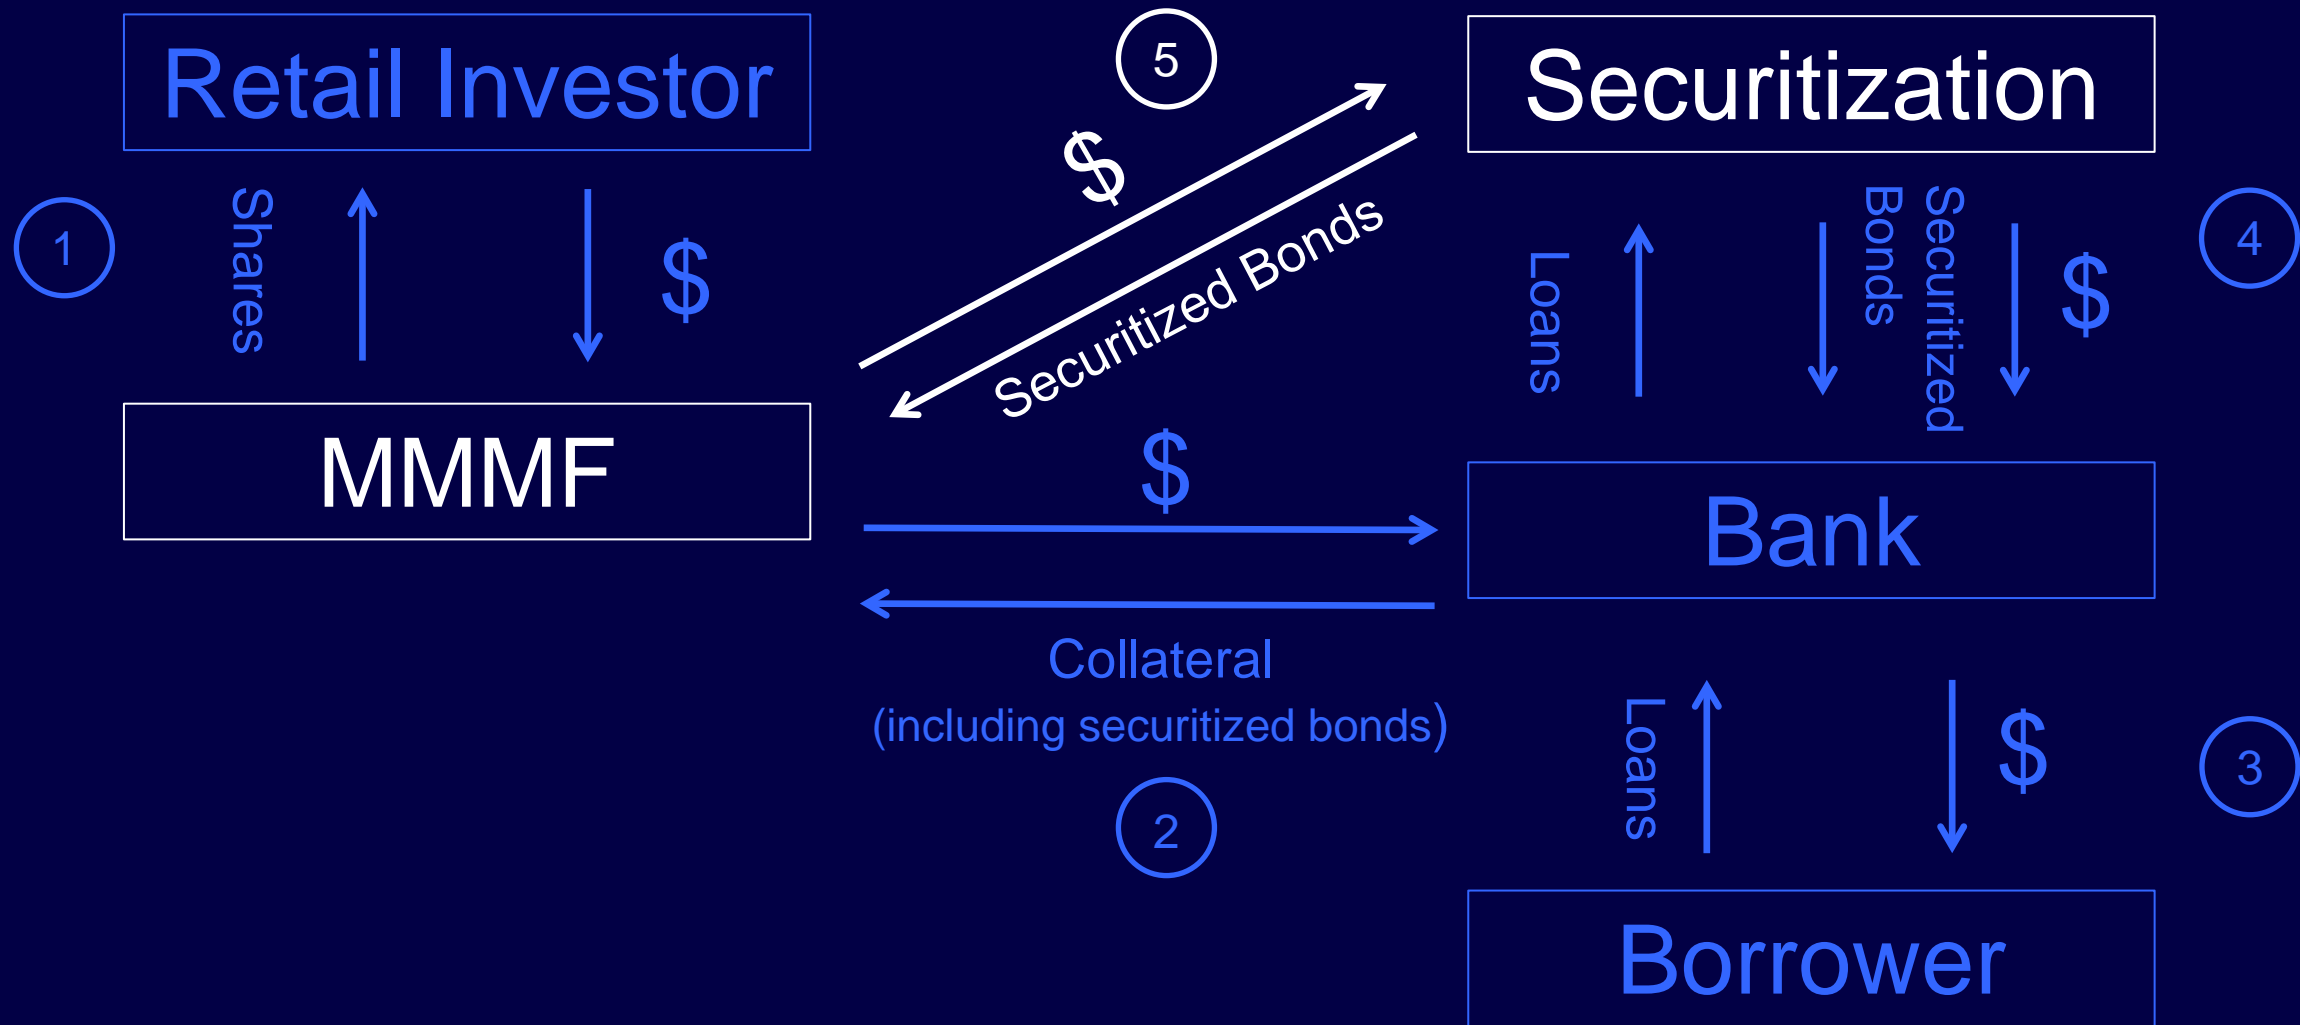 Retail Investor
5
Securitization
$
1
Shares
$
Securitized Bonds
Loans
Securitized
Bonds
$
4
MMMF
$
Bank
Collateral
(including securitized bonds)
2
Loans
$
3
Borrower